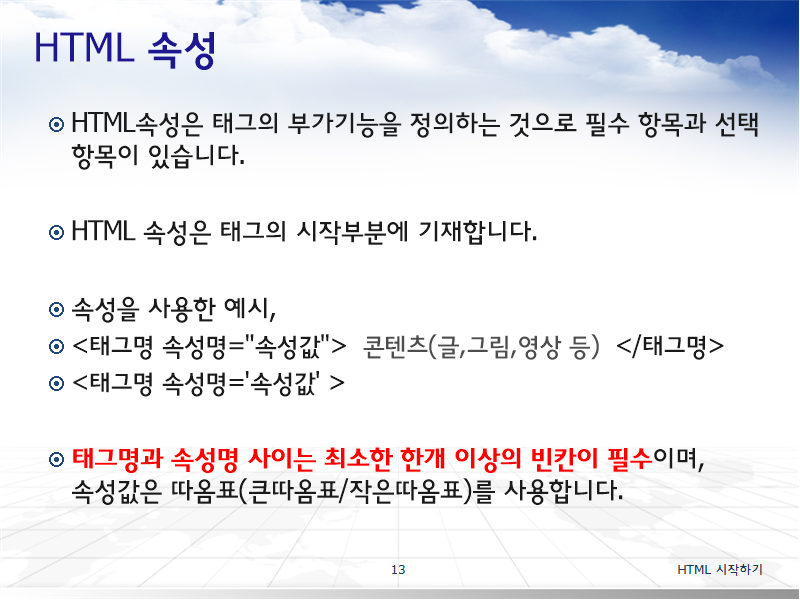 HTML 속성
HTML속성은 태그의 부가기능을 정의하는 것으로 필수 항목과 선택
항목이 있습니다.
HTML 속성은 태그의 시작부분에 기재합니다.
속성을 사용한 예시,
<태그명 속성명="속성값"> 콘텐츠(글,그림,영상 등) </태그명>
<태그명 속성명='속성값' >
태그명과 속성명 사이는 최소한 한개 이상의 빈칸이 필수이며,
속성값은 따옴표(큰따옴표/작은따옴표)를 사용합니다.
13
HTML 시작하기